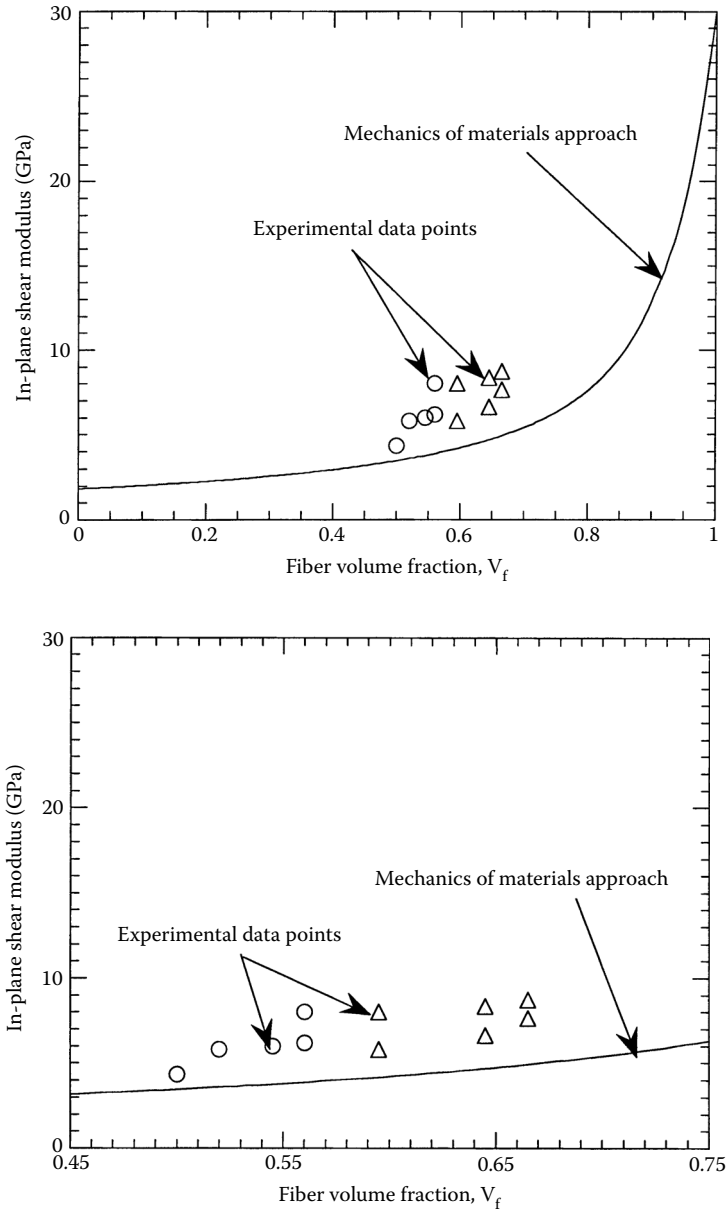 30
20
10
0
In-plane shear modulus (GPa)
Mechanics of materials approach
Experimental data points
0
0.2
0.4
0.6
0.8
1
Fiber volume fraction, V_f
30
20
10
0
In-plane shear modulus (GPa)
Mechanics of materials approach
Experimental data points
0.45
0.55
0.65
0.75
Fiber volume fraction, V_f